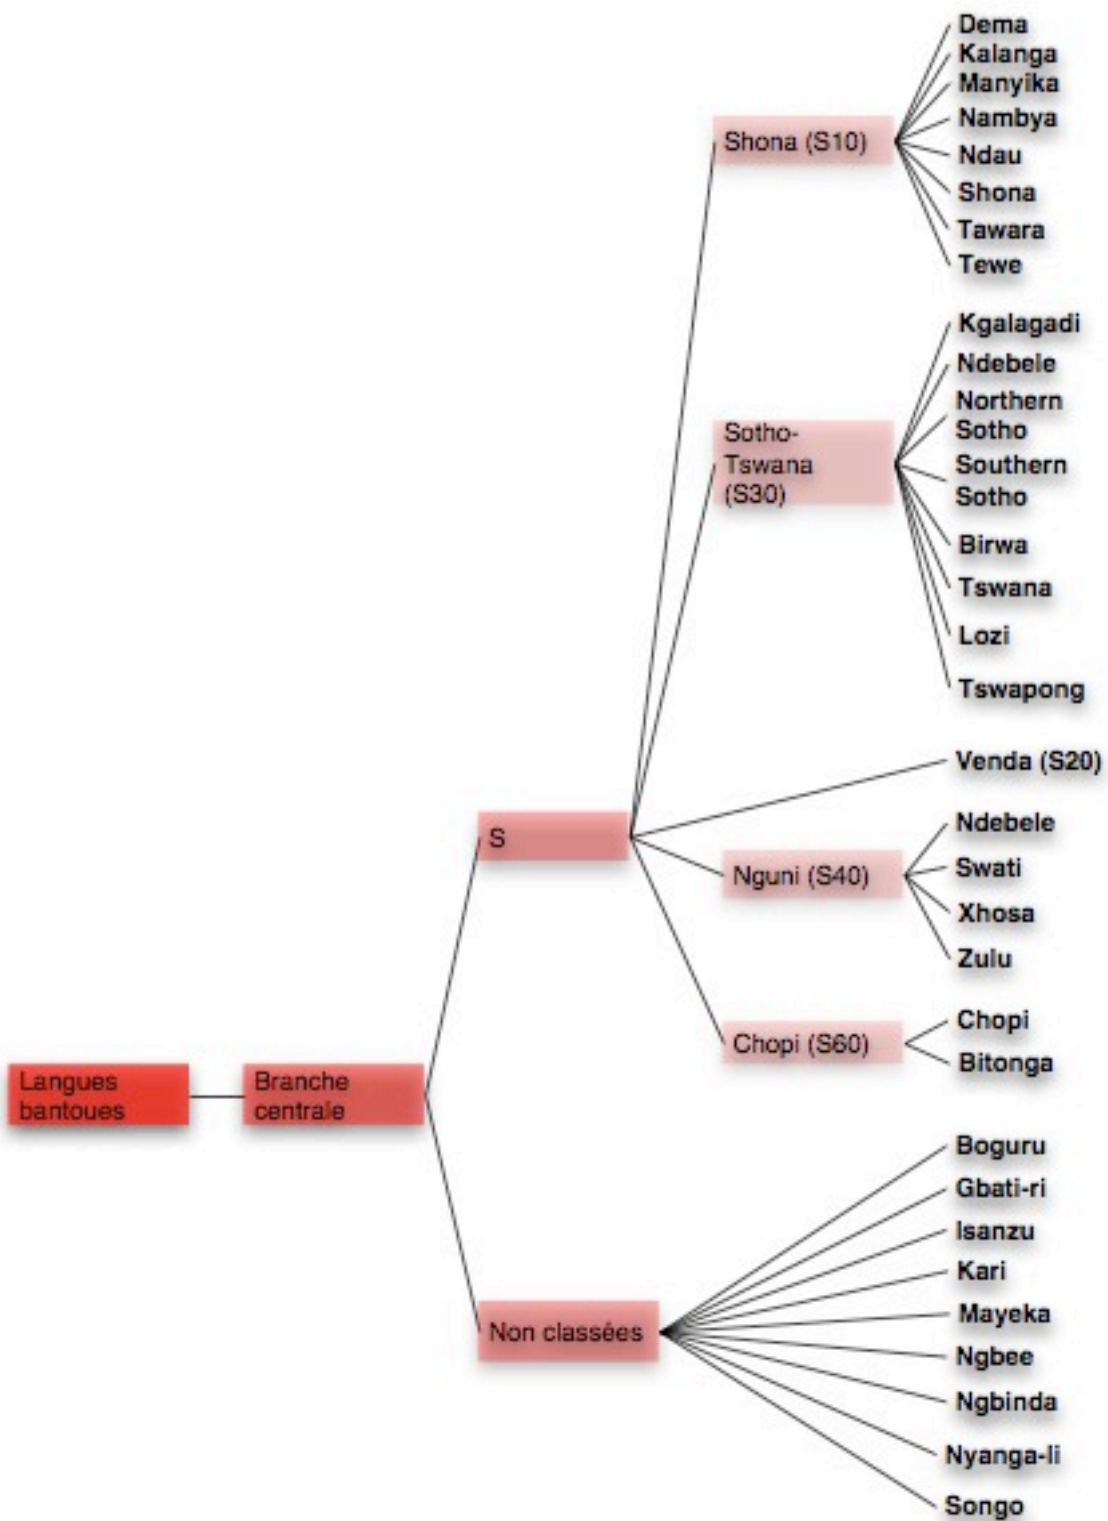 Dema
Kalanga
Manyika
Nambya
Shona (S10)
Ndau
Shona
Tawara
Tewe
Kgalagadi
Ndebele
Northern
Sotho
Sotho-
Tswana
(S30)
Southern
Sotho
Birwa
Tswana
Lozi
Tswapong
Venda (S20)
S
Ndebele
Swati
Nguni (S40)
Xhosa
Zulu
Chopi
Chopi (S60)
Bitonga
Langues
bantoues
Branche
centrale
Boguru
Gbati-ri
Isanzu
Kari
Mayeka
Non classées
Ngbee
Ngbinda
Nyanga-li
Songo